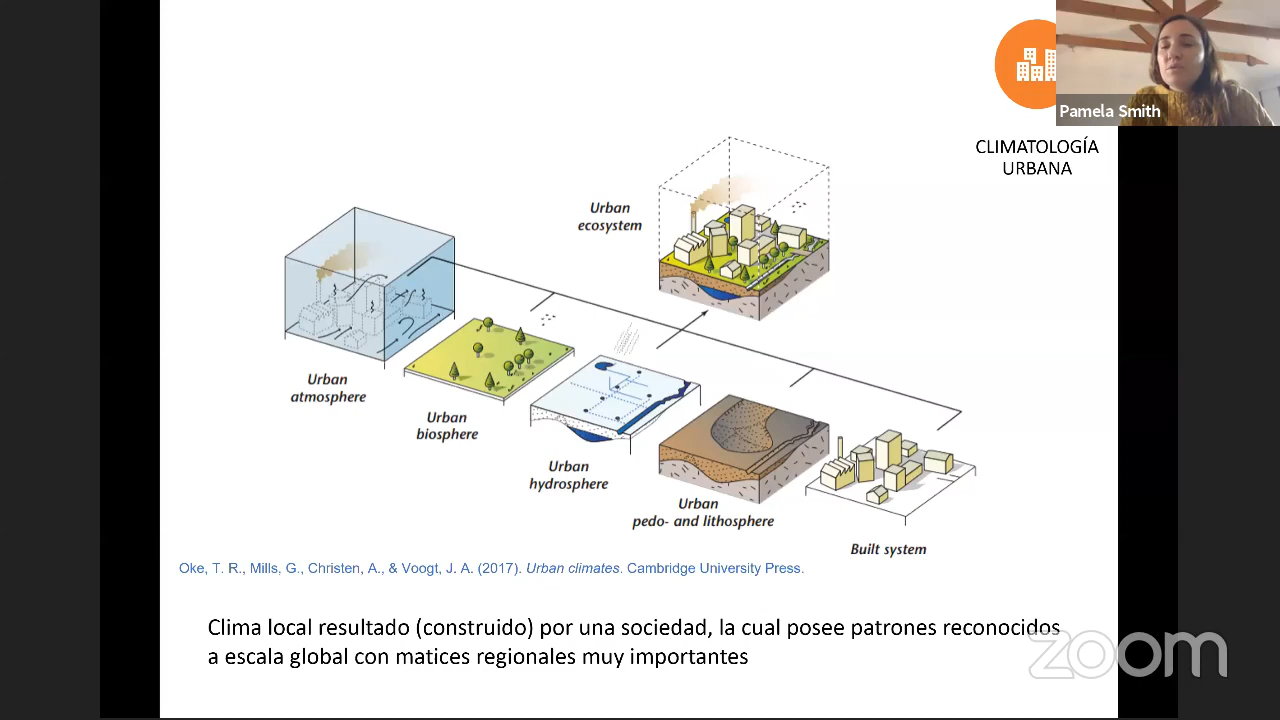 Pamela Smith
CLIMATOLOGÍA
URBANA
Urban
ecosystem
Urban
atmosphere
Urban
biosphere
Urban
hydrosphere
Urban
pedo- and lithosphere
Built system
Oke, T. R., Mills, G., Christen, A., & Voogt, J. A. (2017). Urban climates. Cambridge University Press.
Clima local resultado (construido) por una sociedad, la cual posee patrones reconocidos
a escala global con matices regionales muy importantes
zoom